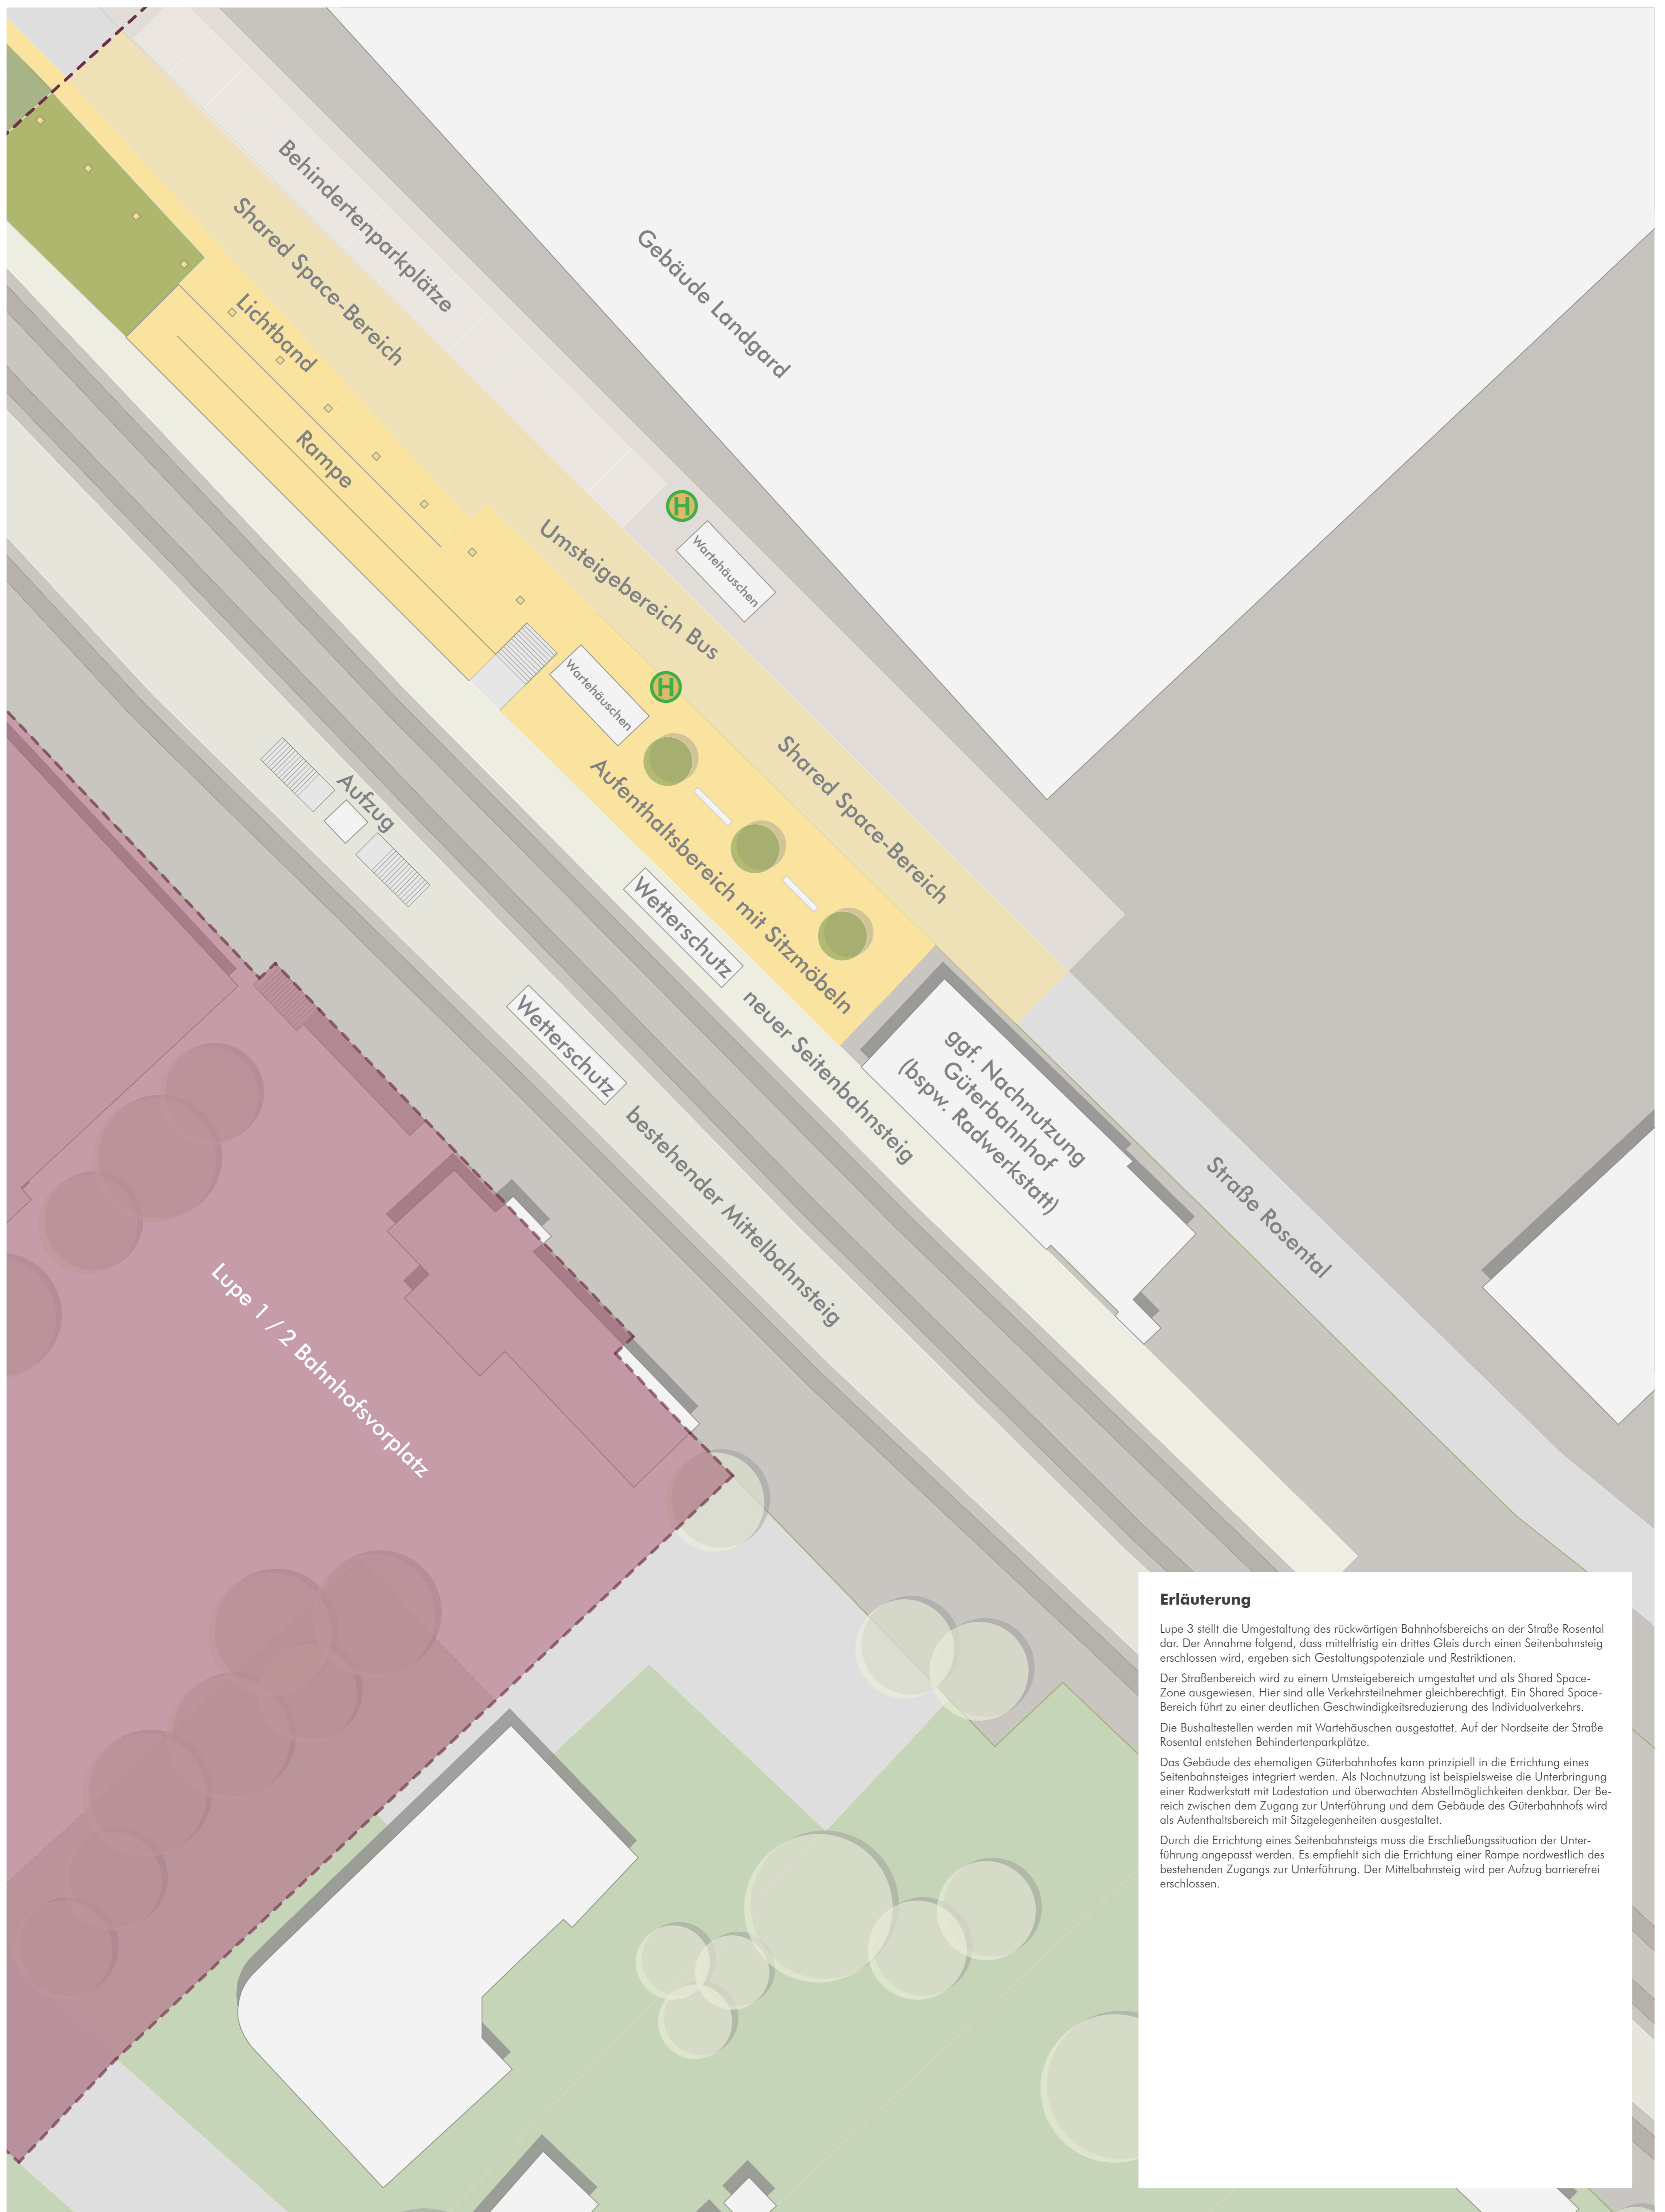 Behindertenparkplätze
Shared Space-Bereich
Gebäude Landgard
Lichtband
Rampe
H
Wartehäuschen
Umsteigebereich Bus
Wartehäuschen
H
Shared Space-Bereich
Aufzug
Aufenthaltsbereich mit Sitzmöbeln
Wetterschutz
neuer Seitenbahnsteig
Wetterschutz
bestehender Mittelbahnsteig
ggf. Nachnutzung
Güterbahnhof
(bspw. Radwerkstatt)
Straße Rosental
Lupe 1 / 2 Bahnhofsvorplatz
Erläuterung
Lupe 3 stellt die Umgestaltung des rückwärtigen Bahnhofsbereichs an der Straße Rosental
dar. Der Annahme folgend, dass mittelfristig ein drittes Gleis durch einen Seitenbahnsteig
erschlossen wird, ergeben sich Gestaltungspotenziale und Restriktionen.
Der Straßenbereich wird zu einem Umsteigebereich umgestaltet und als Shared Space-
Zone ausgewiesen. Hier sind alle Verkehrsteilnehmer gleichberechtigt. Ein Shared Space-
Bereich führt zu einer deutlichen Geschwindigkeitsreduzierung des Individualverkehrs.
Die Bushaltestellen werden mit Wartehäuschen ausgestattet. Auf der Nordseite der Straße
Rosental entstehen Behindertenparkplätze.
Das Gebäude des ehemaligen Güterbahnhofes kann prinzipiell in die Errichtung eines
Seitenbahnsteiges integriert werden. Als Nachnutzung ist beispielsweise die Unterbringung
einer Radwerkstatt mit Ladestation und überwachten Abstellmöglichkeiten denkbar. Der Be-
reich zwischen dem Zugang zur Unterführung und dem Gebäude des Güterbahnhofs wird
als Aufenthaltsbereich mit Sitzgelegenheiten ausgestaltet.
Durch die Errichtung eines Seitenbahnsteigs muss die Erschließungssituation der Unter-
führung angepasst werden. Es empfiehlt sich die Errichtung einer Rampe nordwestlich des
bestehenden Zugangs zur Unterführung. Der Mittelbahnsteig wird per Aufzug barrierefrei
erschlossen.